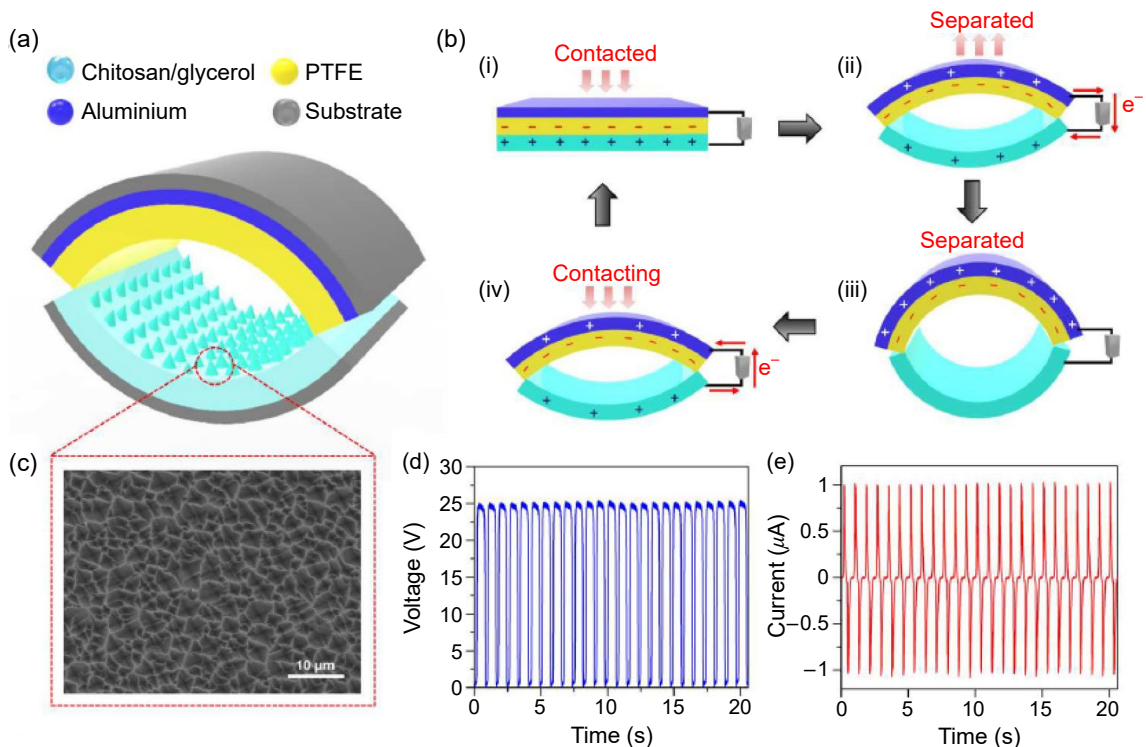 (a)
Chitosan/glycerol
PTFE
Aluminium
Substrate
(b)
(i)
Contacted
+ + + + + + + +
(ii)
Separated
e−
(iii)
Separated
(iv)
Contacting
e−
(c)
10 μm
(d)
Voltage (V)
30
25
20
15
10
5
0
0 5 10 15 20
Time (s)
(e)
Current (μA)
1
0.5
0
−0.5
−1
0 5 10 15 20
Time (s)